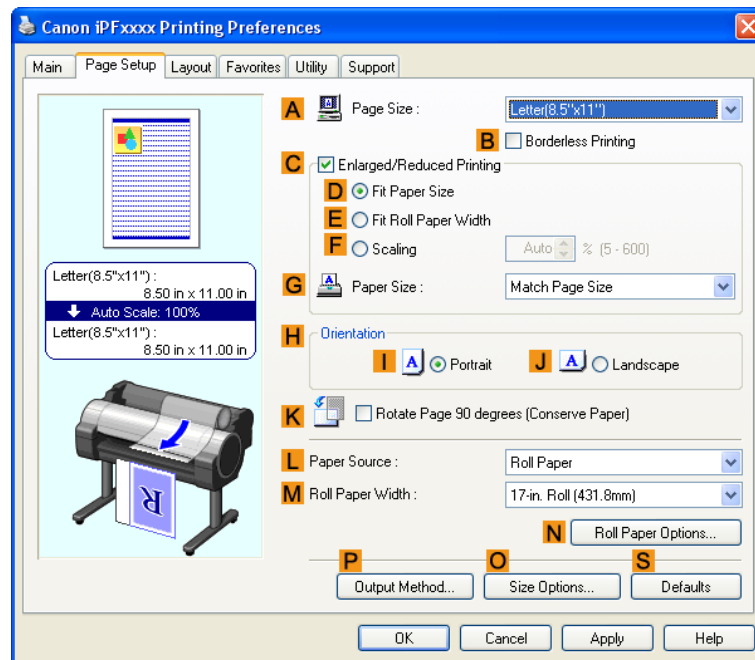 Canon iPFxxxx Printing Preferences
Main Page Setup Layout Favorites Utility Support
A Page Size : Letter(8.5"x11")
B Borderless Printing
C Enlarged/Reduced Printing
D Fit Paper Size
E Fit Roll Paper Width
F Scaling Auto % (5 - 600)
G Paper Size : Match Page Size
Letter(8.5"x11") :
8.50 in x 11.00 in
Auto Scale: 100%
Letter(8.5"x11") :
8.50 in x 11.00 in
H Orientation
I A Portrait J A Landscape
K Rotate Page 90 degrees (Conserve Paper)
L Paper Source : Roll Paper
M Roll Paper Width : 17-in. Roll (431.8mm)
N Roll Paper Options...
R
P O S
Output Method... Size Options... Defaults
OK Cancel Apply Help